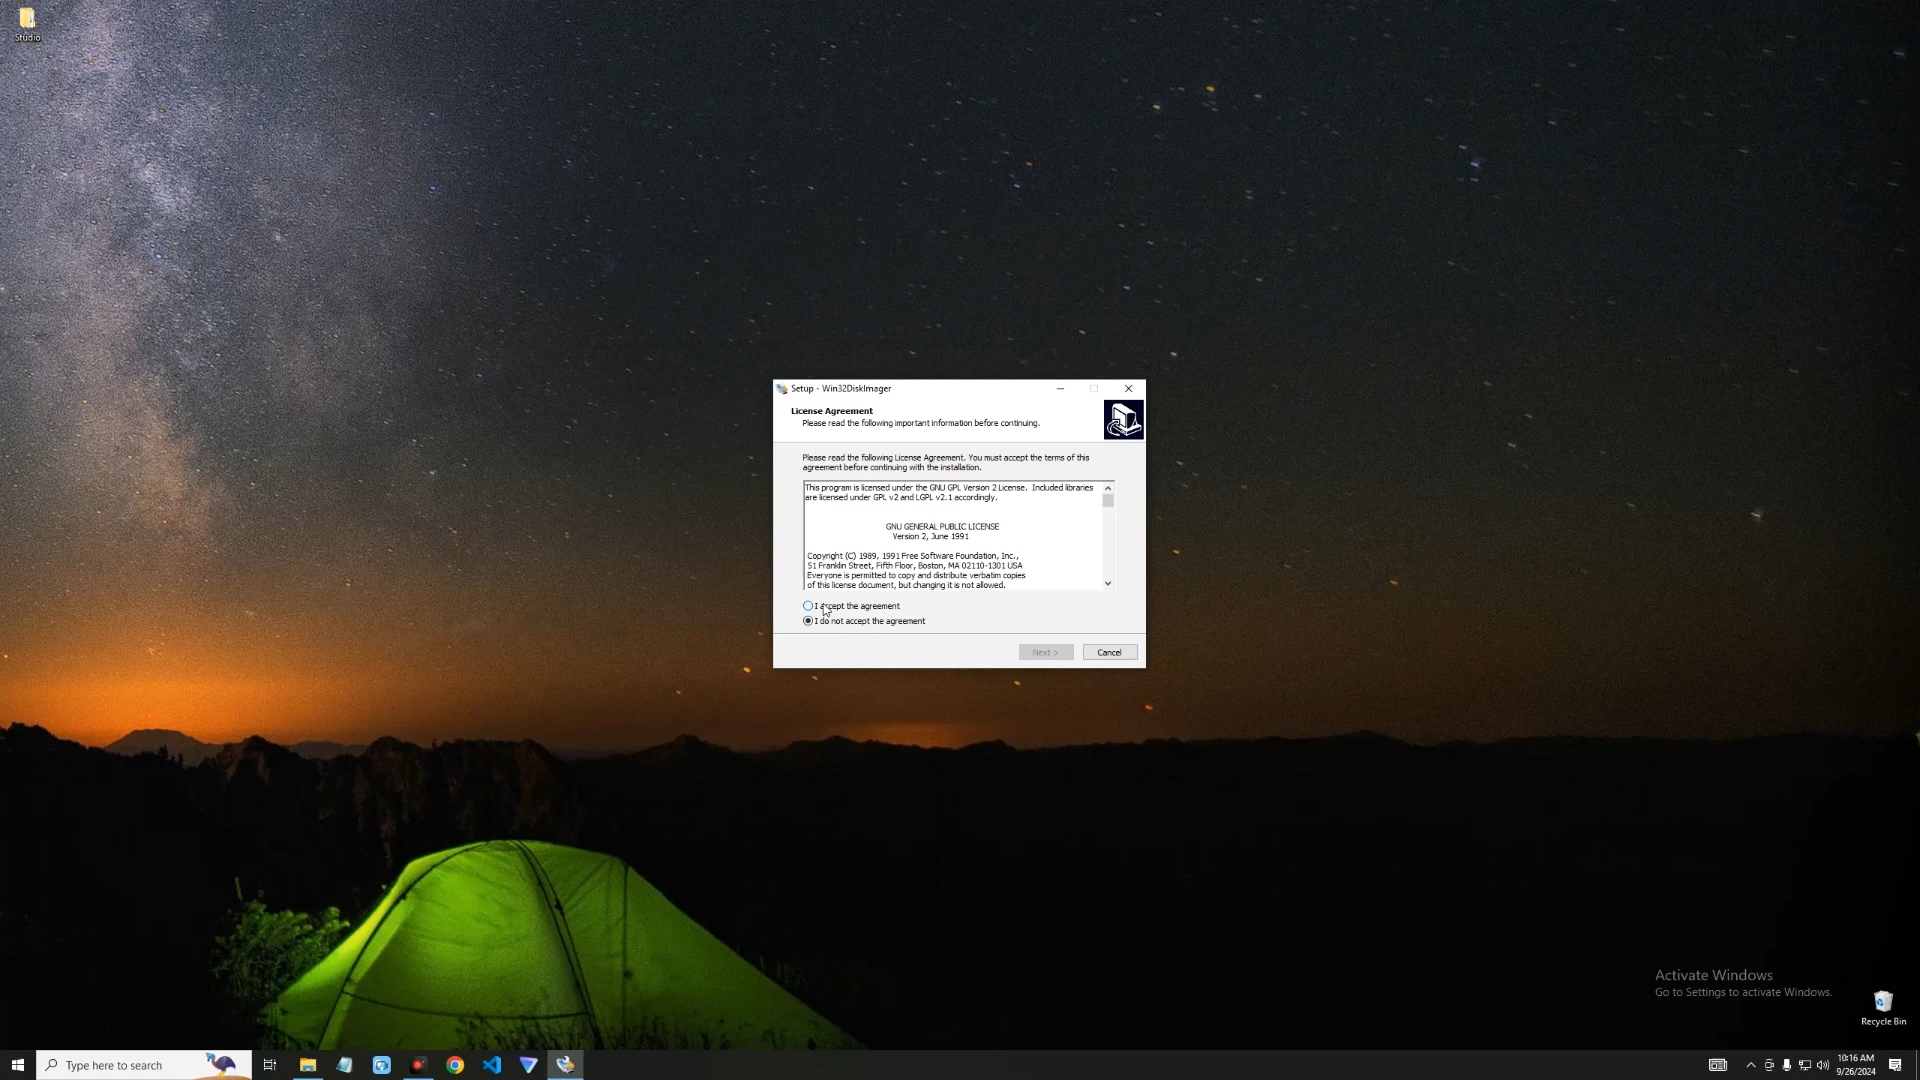 Studio
Setup - Win32DiskImager
License Agreement
Please read the following important information before continuing.
Please read the following License Agreement. You must accept the terms of this
agreement before continuing with the installation.
This program is licensed under the GNU GPL Version 2 License.  Included libraries
are licensed under GPL v2 and LGPL v2.1 accordingly.
GNU GENERAL PUBLIC LICENSE
Version 2, June 1991
Copyright (C) 1989, 1991 Free Software Foundation, Inc.,
51 Franklin Street, Fifth Floor, Boston, MA 02110-1301 USA
Everyone is permitted to copy and distribute verbatim copies
of this license document, but changing it is not allowed.
I accept the agreement
I do not accept the agreement
Next >
Cancel
Activate Windows
Go to Settings to activate Windows.
Recycle Bin
Type here to search
10:16 AM
9/26/2024